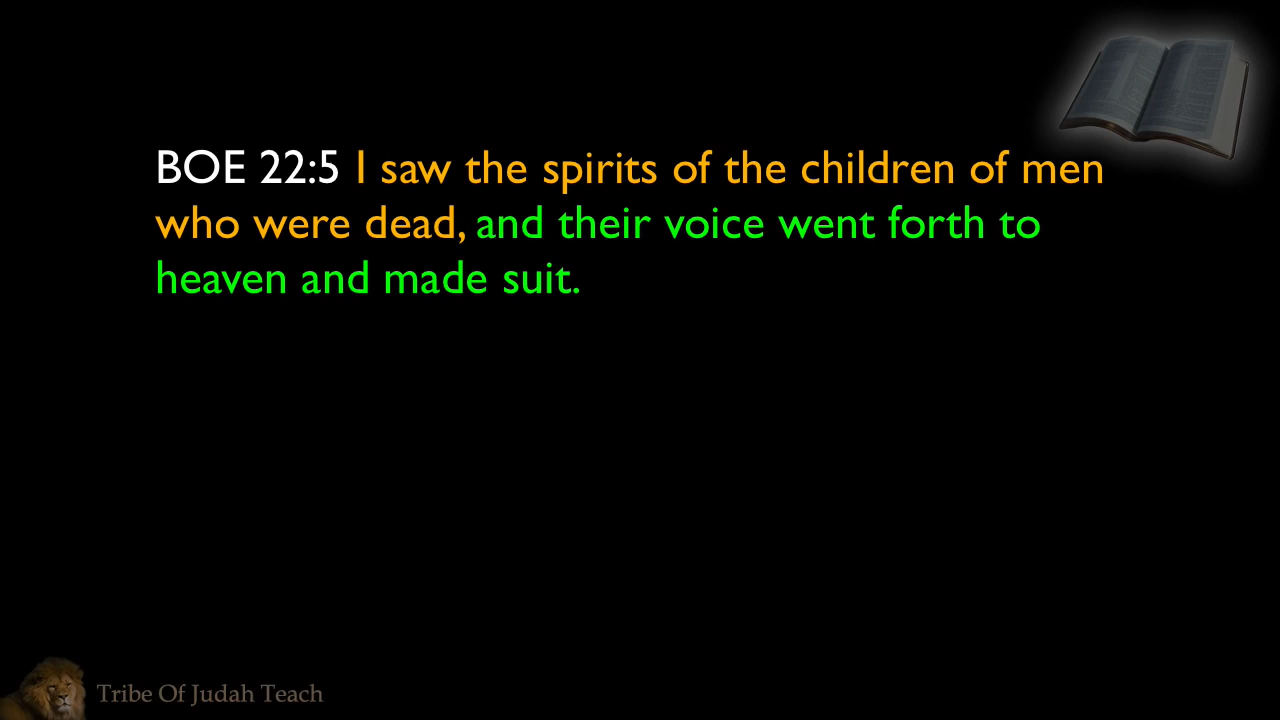 BOE 22:5 I saw the spirits of the children of men
who were dead, and their voice went forth to
heaven and made suit.
Tribe Of Judah Teach